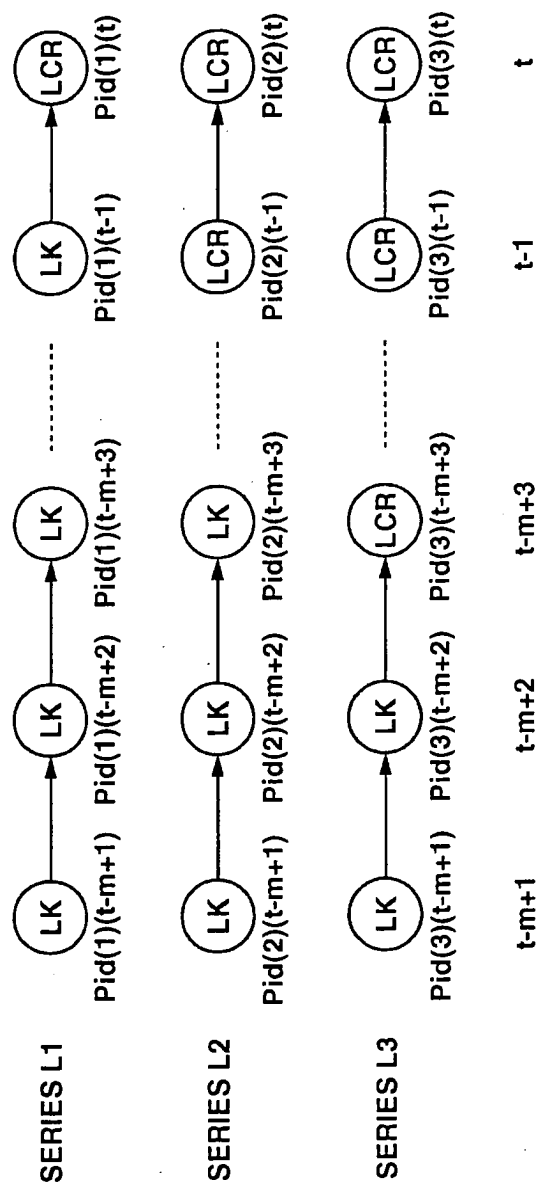 SERIES L1
LK
LK
LK
LK
LCR
Pid(1)(t-m+1)
Pid(1)(t-m+2)
Pid(1)(t-m+3)
Pid(1)(t-1)
Pid(1)(t)
SERIES L2
LK
LK
LK
LCR
LCR
Pid(2)(t-m+1)
Pid(2)(t-m+2)
Pid(2)(t-m+3)
Pid(2)(t-1)
Pid(2)(t)
SERIES L3
LK
LK
LCR
LCR
LCR
Pid(3)(t-m+1)
Pid(3)(t-m+2)
Pid(3)(t-m+3)
Pid(3)(t-1)
Pid(3)(t)
t-m+1
t-m+2
t-m+3
t-1
t